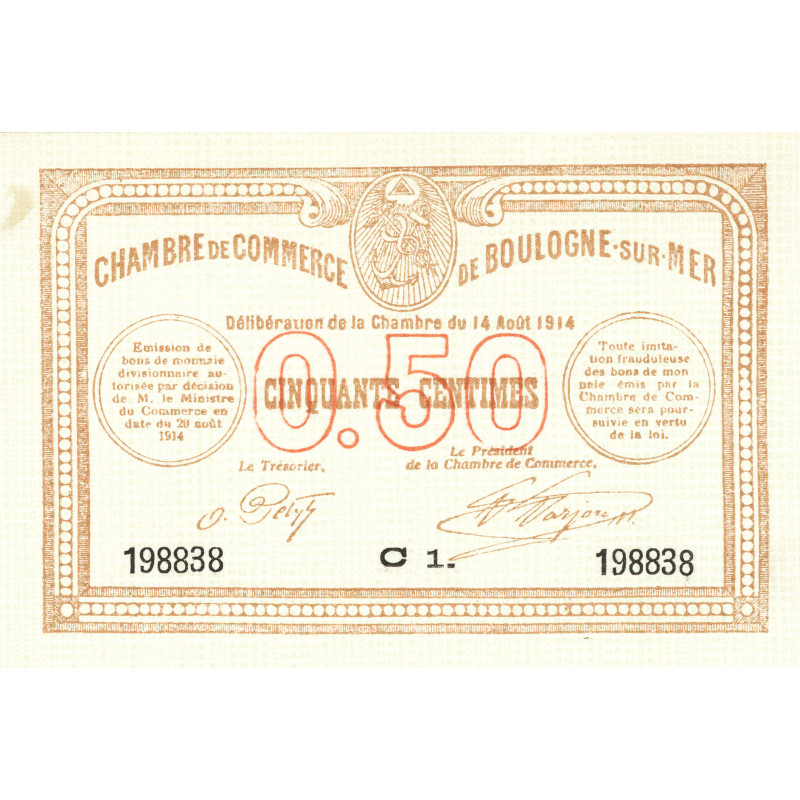 CHAMBRE DE COMMERCE DE BOULOGNE-SUR-MER
Délibération de la Chambre du 14 Août 1914
Emission de
bons de monnaie
divisionnaire au-
torisée par décision
de M. le Ministre
du Commerce en
date du 20 août
1914
0.50
CINQUANTE CENTIMES
Toute imita-
tion frauduleuse
des bons de mon
naie émis par la
Chambre de Com-
merce sera pour-
suivie en vertu
de la loi.
Le Trésorier,
Le Président
de la Chambre de Commerce,
198838 C 1. 198838